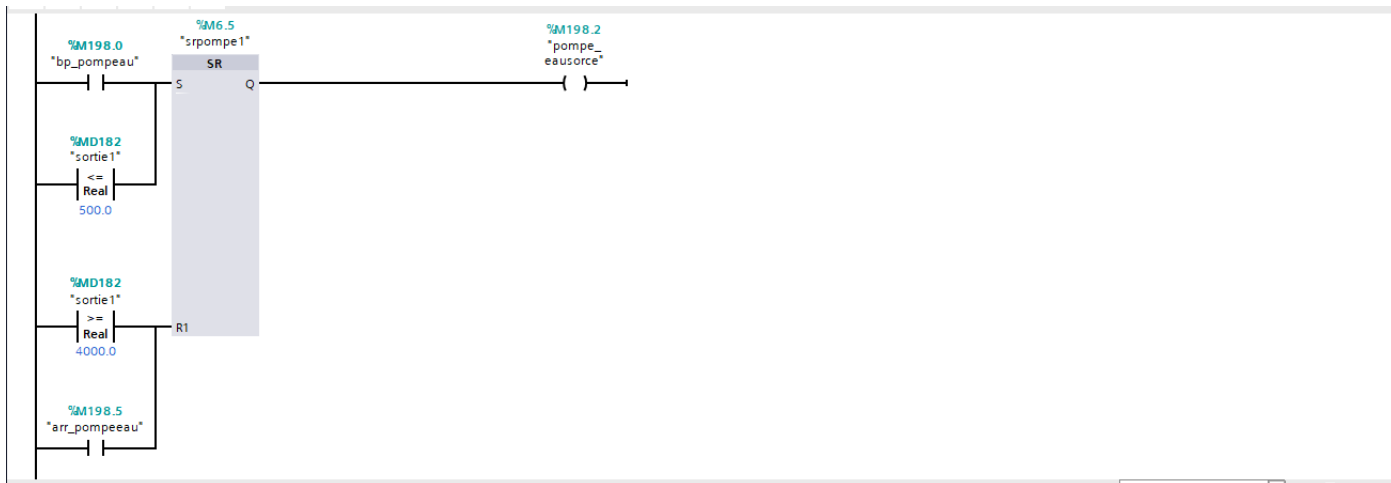 %M6.5
"srpompe1"
%M198.2
"pompe_
eausorce"
%M198.0
"bp_pompeau"
SR
S
Q
%MD182
"sortie1"
<=
Real
500.0
%MD182
"sortie1"
>=
Real
4000.0
R1
%M198.5
"arr_pompeeau"